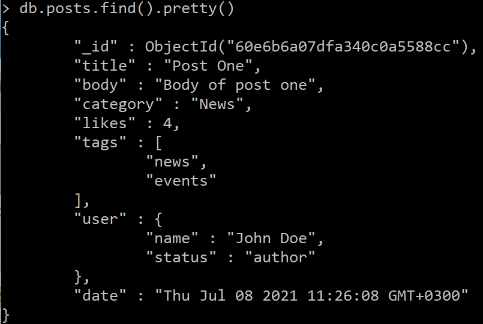 > db.posts.find().pretty()
{
"_id" : ObjectId("60e6b6a07dfa340c0a5588cc"),
"title" : "Post One",
"body" : "Body of post one",
"category" : "News",
"likes" : 4,
"tags" : [
"news",
"events"
],
"user" : {
"name" : "John Doe",
"status" : "author"
},
"date" : "Thu Jul 08 2021 11:26:08 GMT+0300"
}